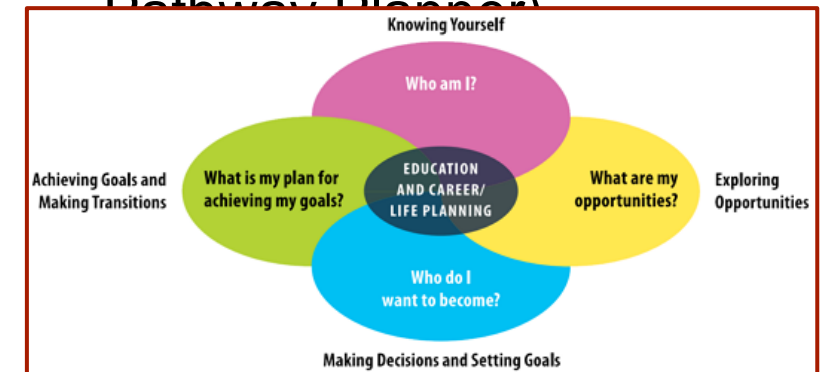 Pathway Planner)
Knowing Yourself
Who am I?
Achieving Goals and
Making Transitions
What is my plan for
achieving my goals?
EDUCATION
AND CAREER/
LIFE PLANNING
What are my
opportunities?
Exploring
Opportunities
Who do I
want to become?
Making Decisions and Setting Goals